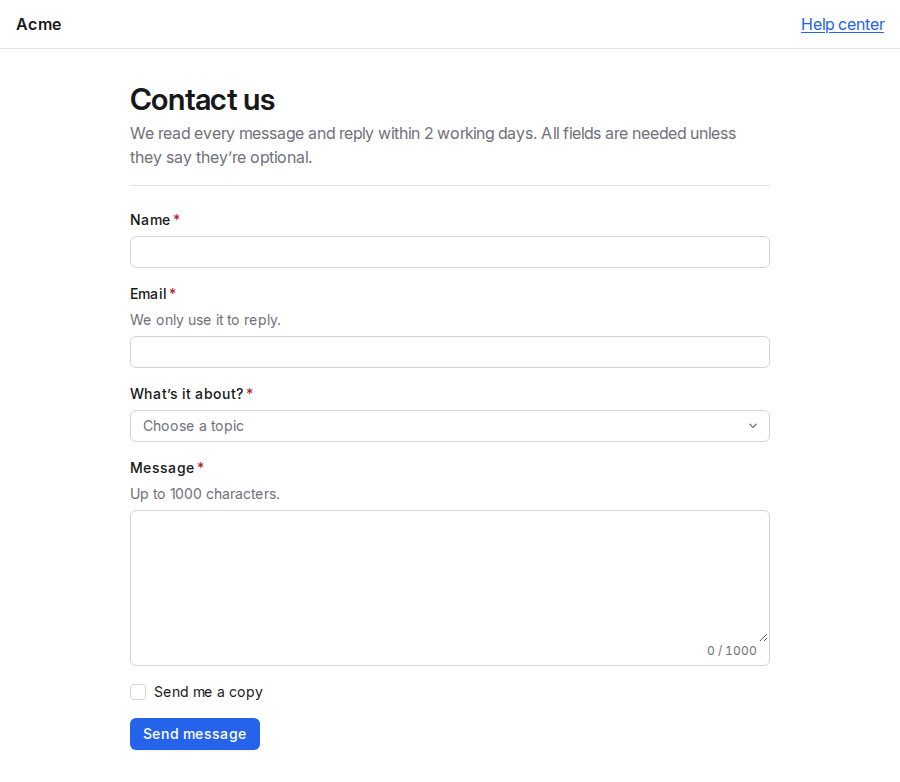 Acme
Help center
Contact us
We read every message and reply within 2 working days. All fields are needed unless
they say they’re optional.
Name *
Email *
We only use it to reply.
What’s it about? *
Choose a topic
Message *
Up to 1000 characters.
0 / 1000
Send me a copy
Send message